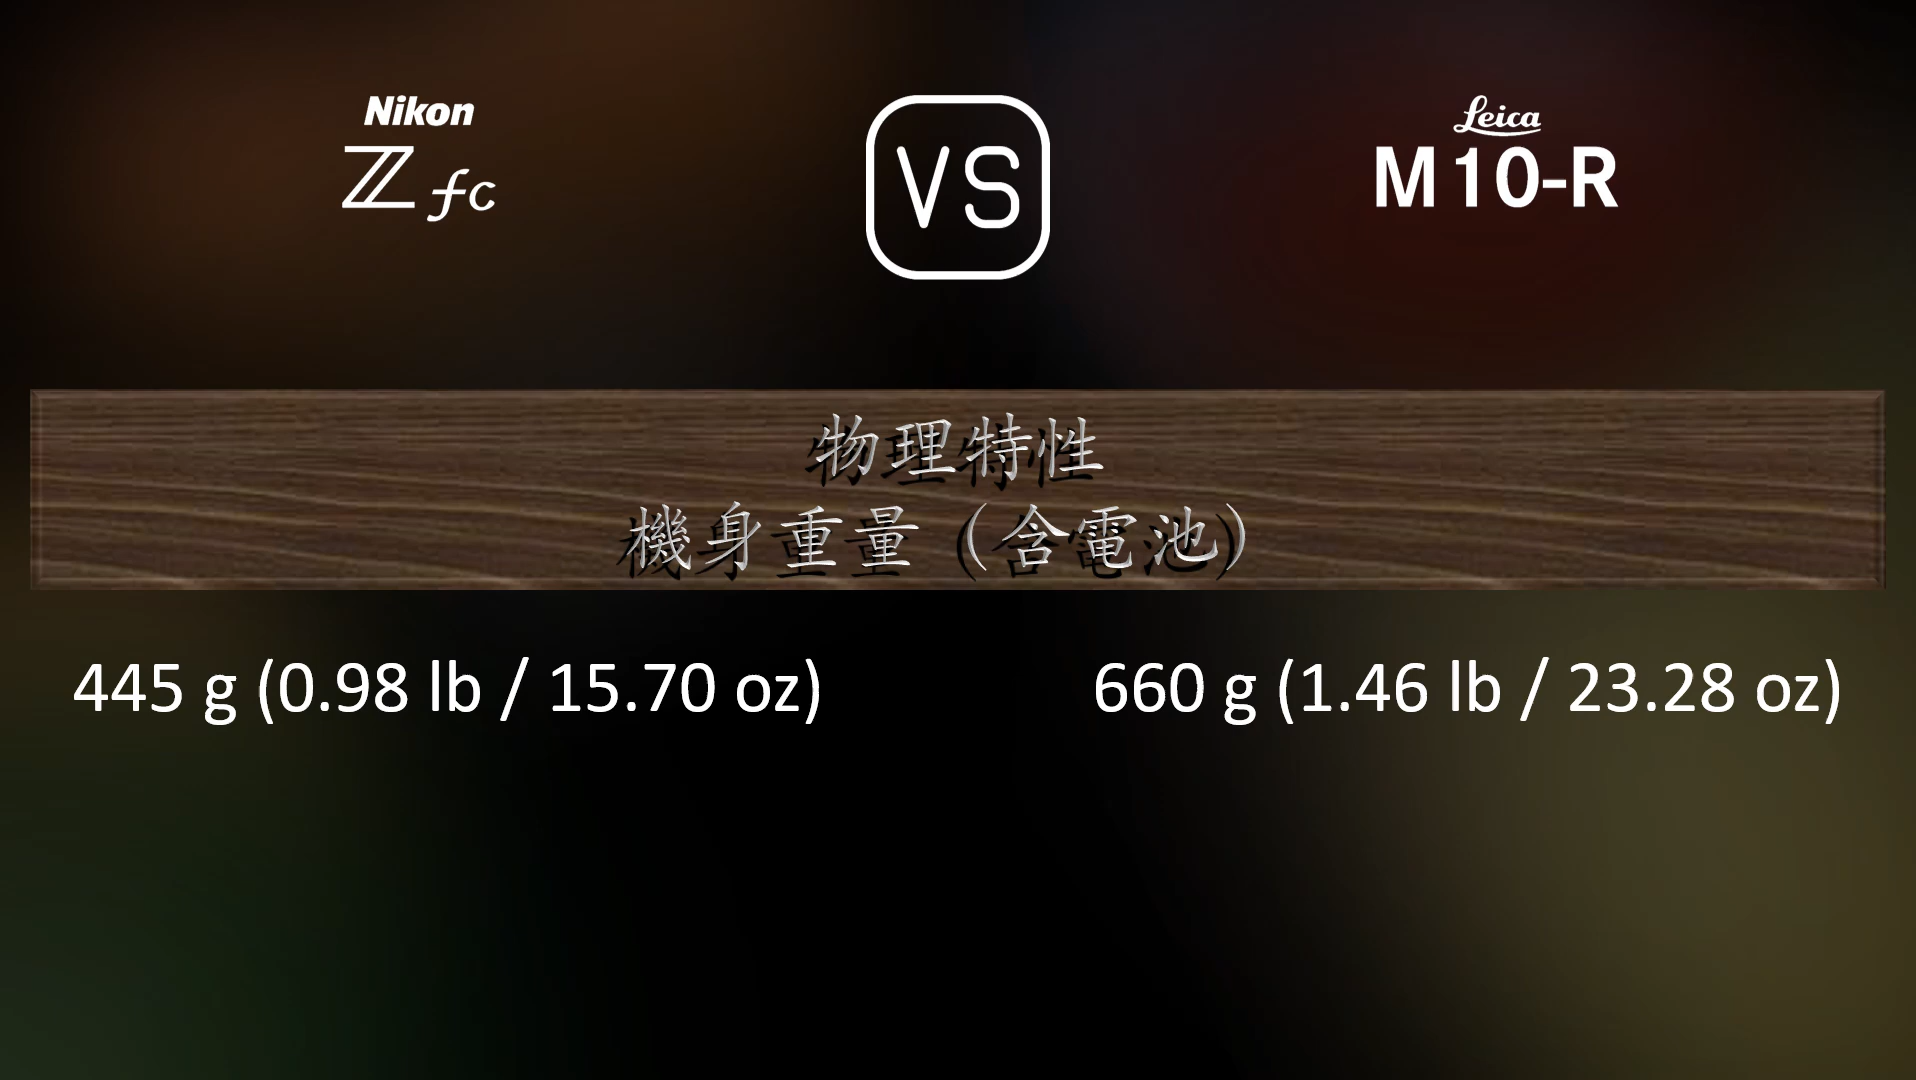 Nikon
Z fc
VS
Leica
M10-R
物理特性
機身重量（含電池）
445 g (0.98 lb / 15.70 oz)
660 g (1.46 lb / 23.28 oz)